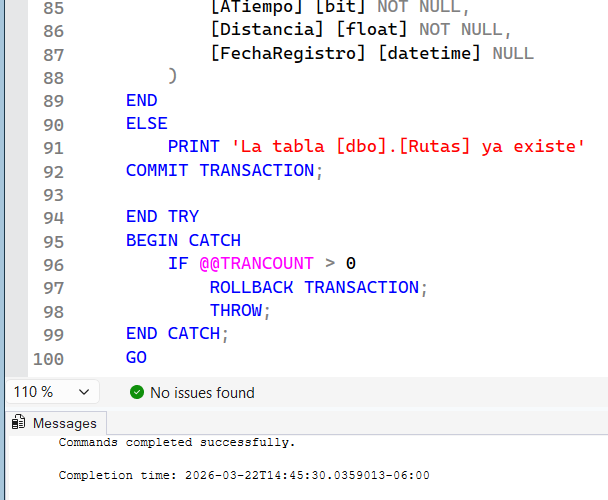 85 [ATiempo] [bit] NOT NULL,
86 [Distancia] [float] NOT NULL,
87 [FechaRegistro] [datetime] NULL
88 )
89 END
90 ELSE
91 PRINT 'La tabla [dbo].[Rutas] ya existe'
92 COMMIT TRANSACTION;
93
94 END TRY
95 BEGIN CATCH
96 IF @@TRANCOUNT > 0
97 ROLLBACK TRANSACTION;
98 THROW;
99 END CATCH;
100 GO
110 % No issues found
Messages
Commands completed successfully.
Completion time: 2026-03-22T14:45:30.0359013-06:00